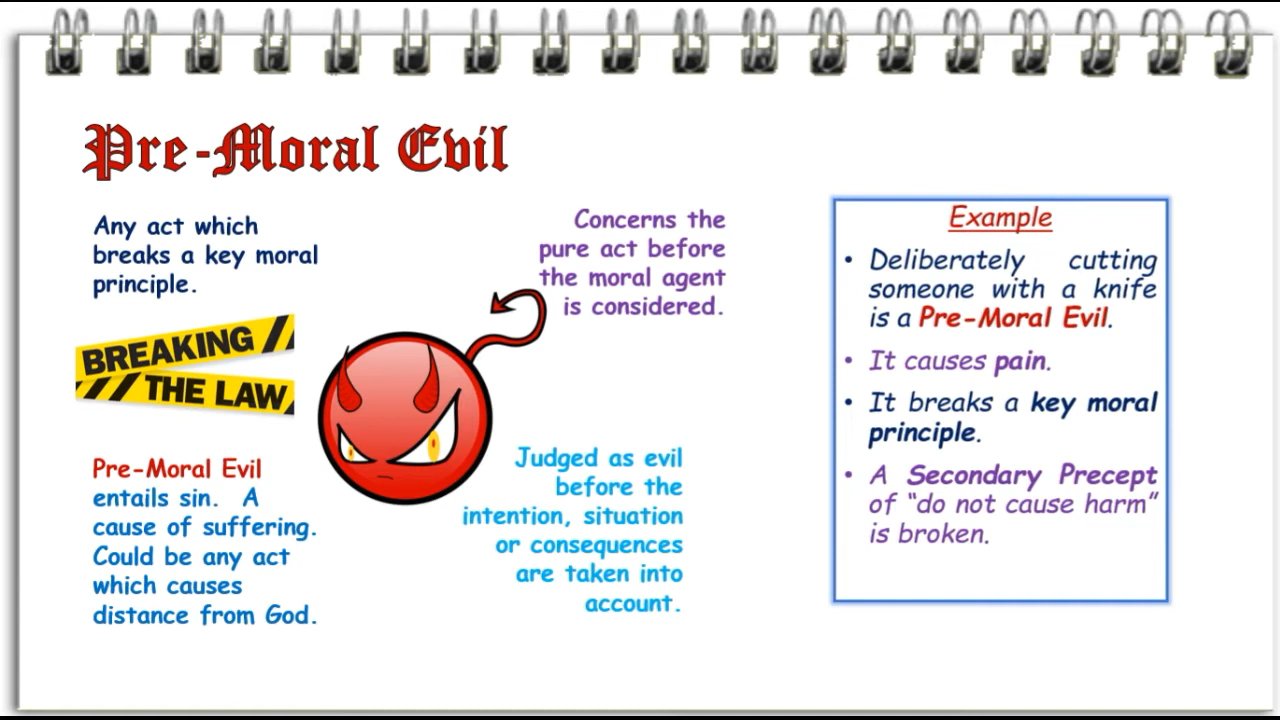 Pre-Moral Evil
Any act which
breaks a key moral
principle.
BREAKING
THE LAW
Pre-Moral Evil
entails sin. A
cause of suffering.
Could be any act
which causes
distance from God.
Concerns the
pure act before
the moral agent
is considered.
Judged as evil
before the
intention, situation
or consequences
are taken into
account.
Example
• Deliberately cutting
someone with a knife
is a Pre-Moral Evil.
• It causes pain.
• It breaks a key moral
principle.
• A Secondary Precept
of “do not cause harm”
is broken.